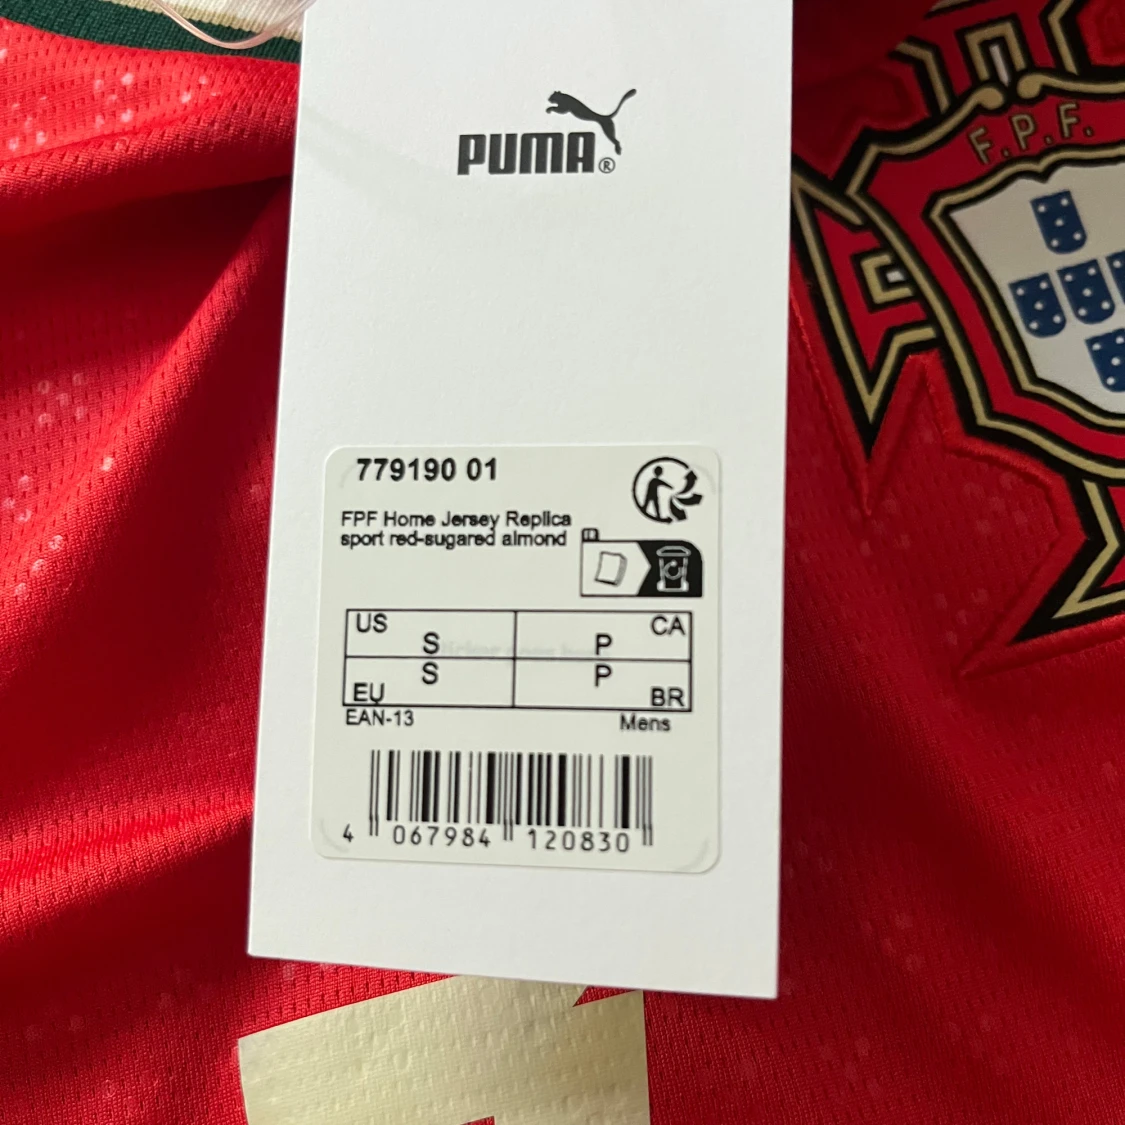 PUMA®
F.P.F.
779190 01
FPF Home Jersey Replica
sport red-sugared almond
US S P CA
EU S P BR
EAN-13 Mens
4 067984 120830